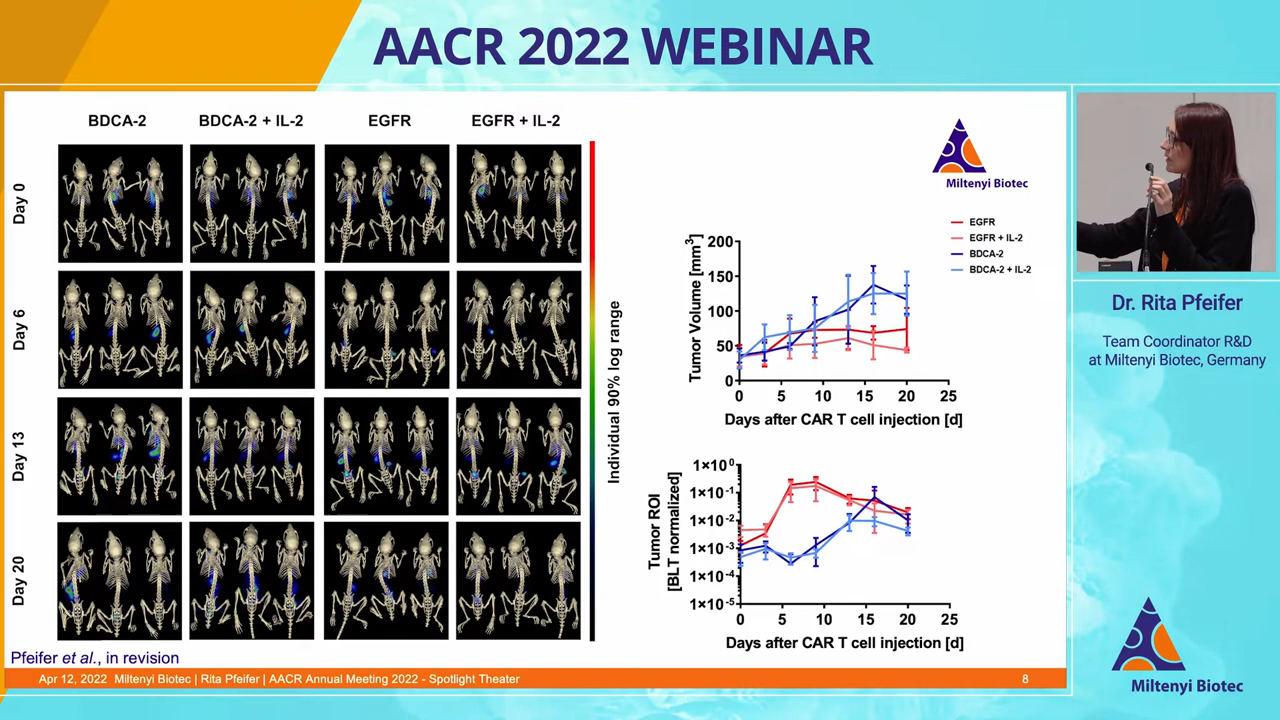 AACR 2022 WEBINAR
BDCA-2
BDCA-2 + IL-2
EGFR
EGFR + IL-2
Day 0
Day 6
Day 13
Day 20
Individual 90% log range
Miltenyi Biotec
EGFR
EGFR + IL-2
BDCA-2
BDCA-2 + IL-2
Tumor Volume [mm³]
200
150
100
50
0
0 5 10 15 20 25
Days after CAR T cell injection [d]
Tumor ROI
[BLT normalized]
1×10⁰
1×10⁻¹
1×10⁻²
1×10⁻³
1×10⁻⁴
1×10⁻⁵
0 5 10 15 20 25
Days after CAR T cell injection [d]
Pfeifer et al., in revision
Apr 12, 2022 Miltenyi Biotec | Rita Pfeifer | AACR Annual Meeting 2022 - Spotlight Theater
8
Dr. Rita Pfeifer
Team Coordinator R&D
at Miltenyi Biotec, Germany
Miltenyi Biotec